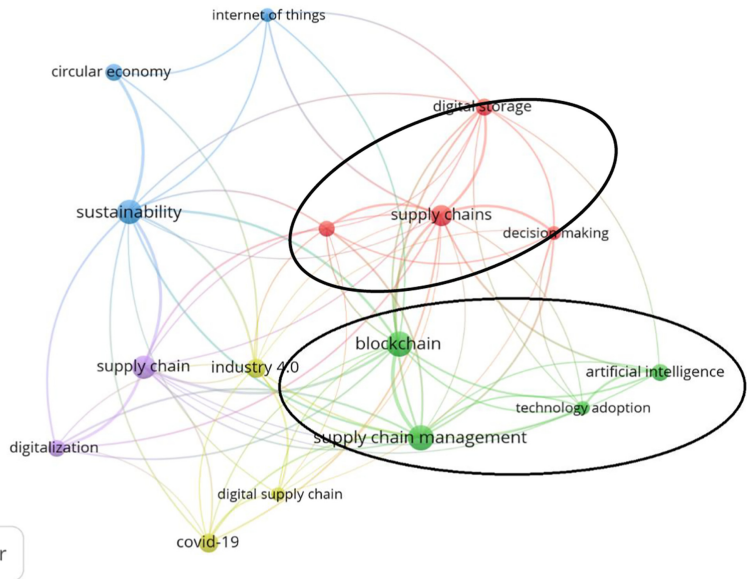 internet of things
circular economy
digital storage
sustainability
supply chains
decision making
blockchain
supply chain
industry 4.0
artificial intelligence
technology adoption
supply chain management
digitalization
digital supply chain
covid-19
r